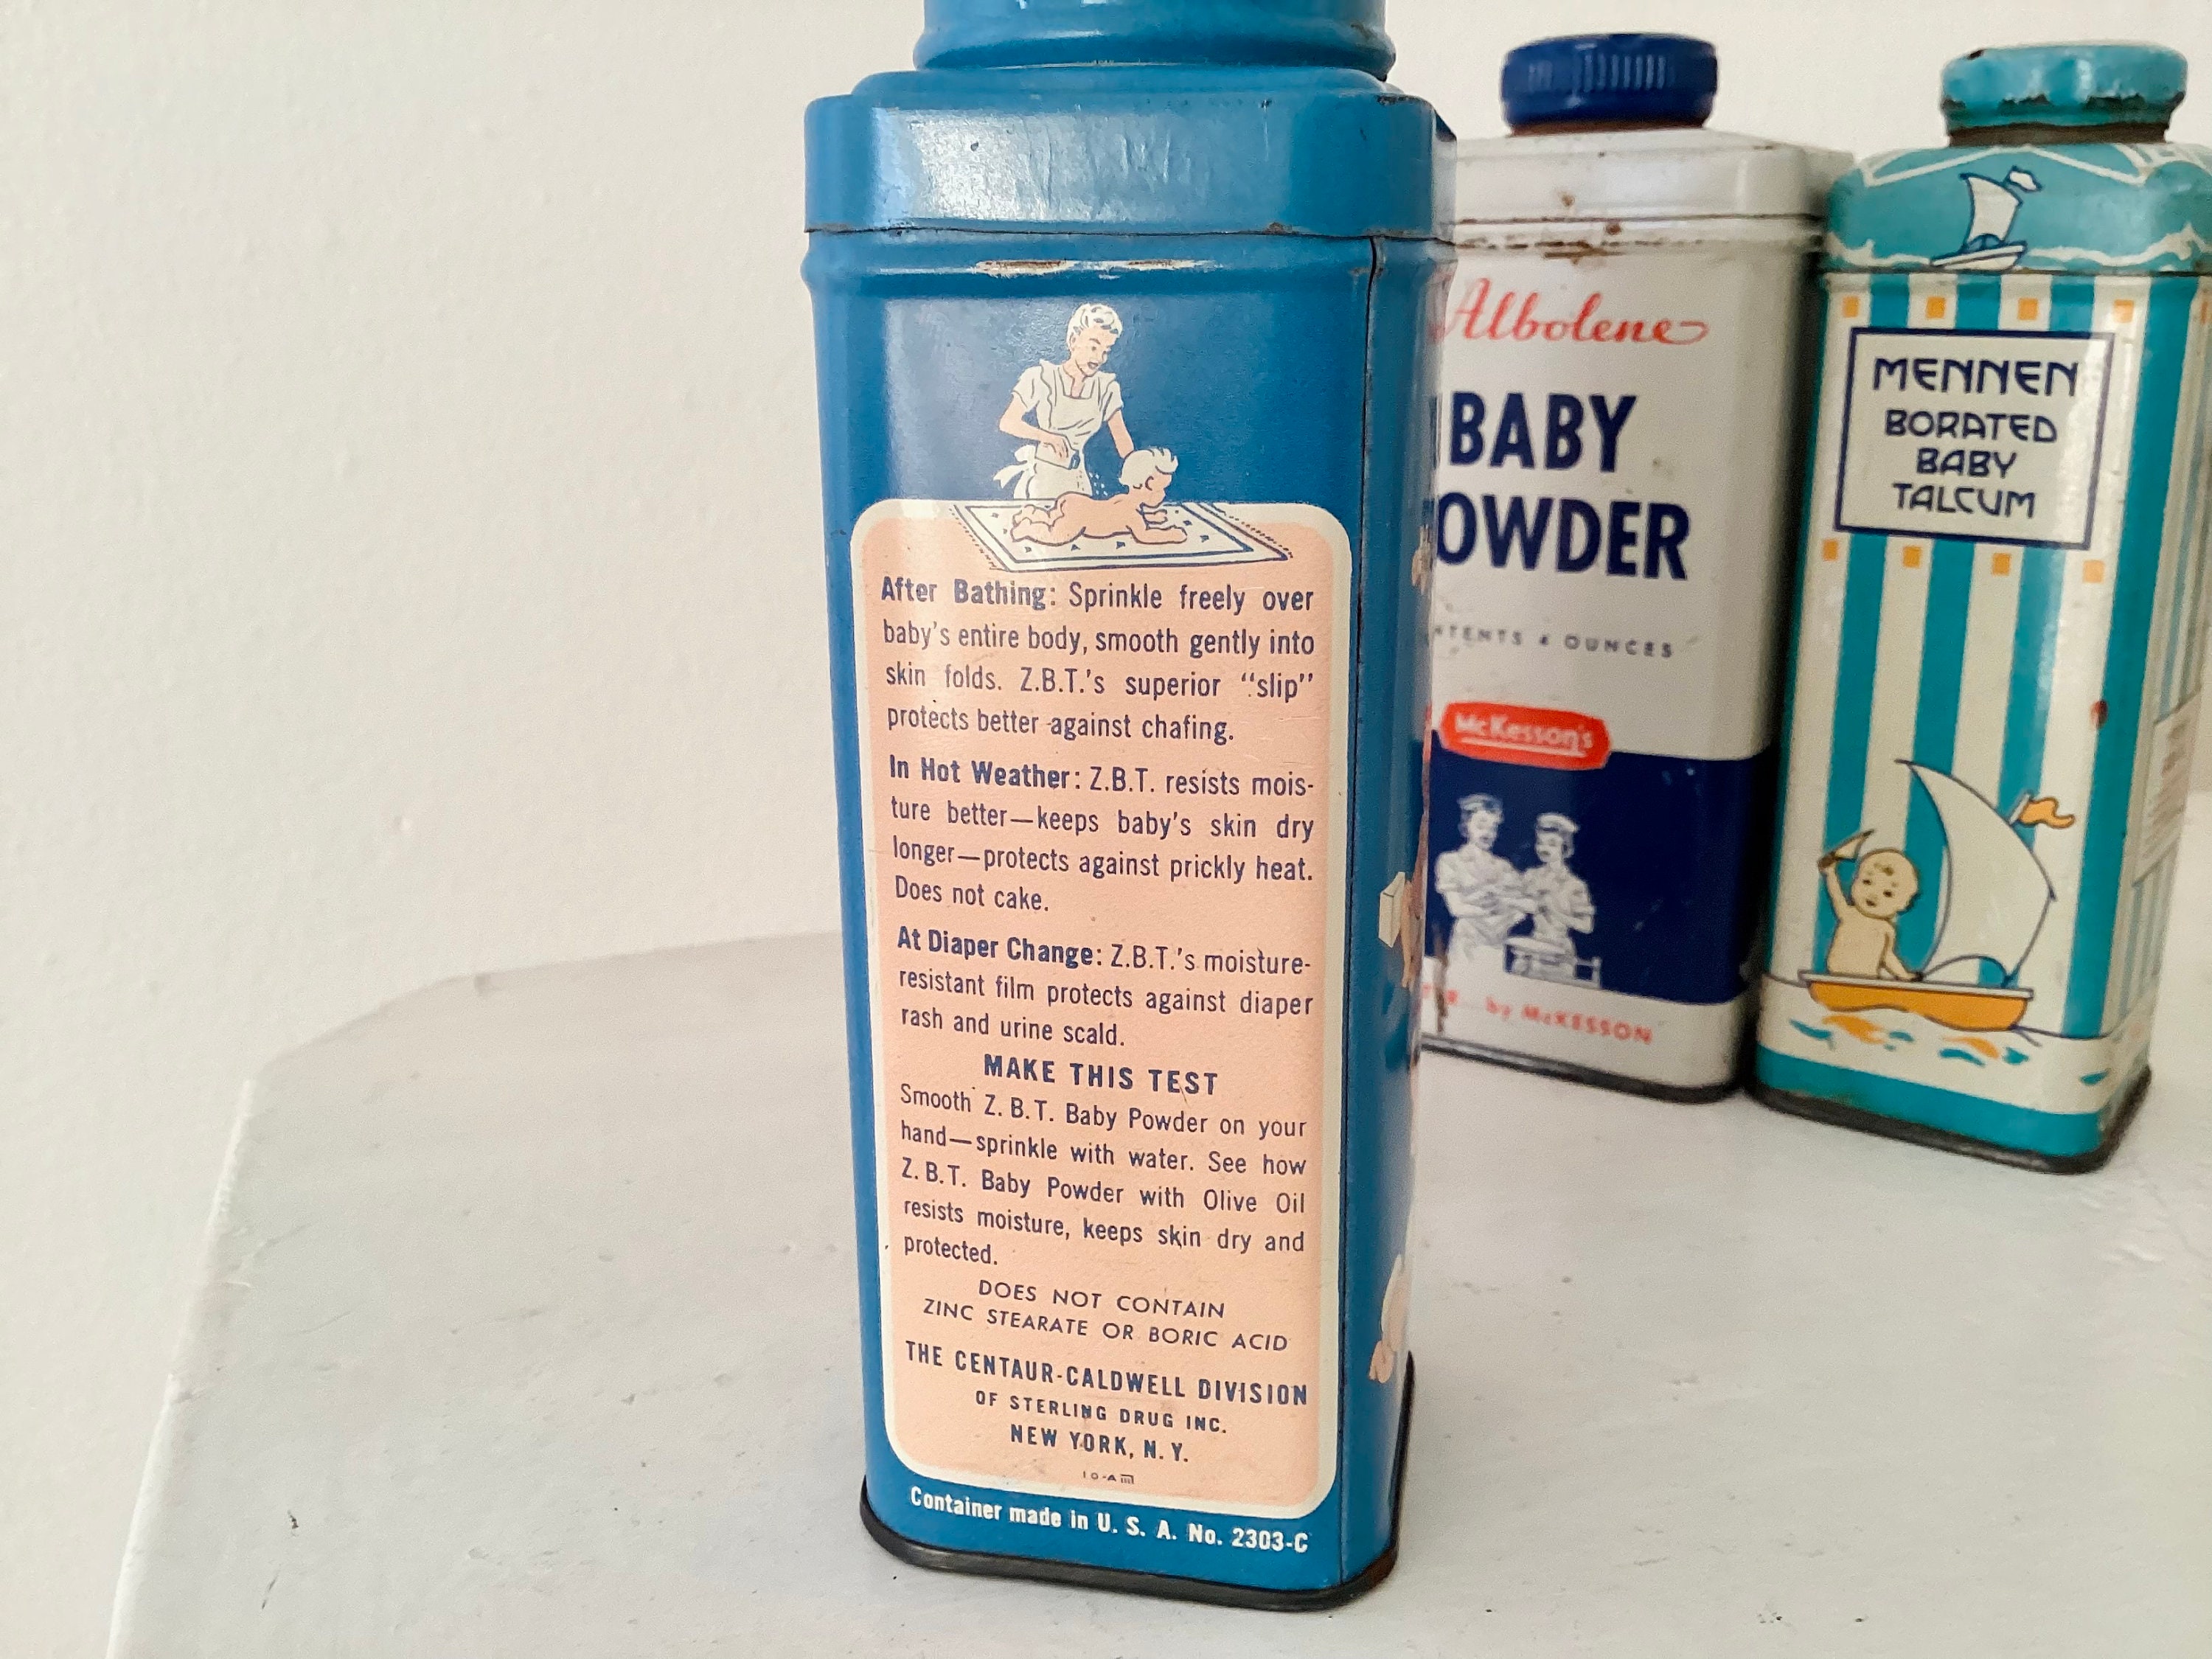 After Bathing: Sprinkle freely over
baby's entire body, smooth gently into
skin folds. Z.B.T.'s superior “slip”
protects better against chafing.
In Hot Weather: Z.B.T. resists mois-
ture better—keeps baby's skin dry
longer—protects against prickly heat.
Does not cake.
At Diaper Change: Z.B.T.'s moisture-
resistant film protects against diaper
rash and urine scald.
MAKE THIS TEST
Smooth Z. B. T. Baby Powder on your
hand—sprinkle with water. See how
Z. B. T. Baby Powder with Olive Oil
resists moisture, keeps skin dry and
protected.
DOES NOT CONTAIN
ZINC STEARATE OR BORIC ACID
THE CENTAUR-CALDWELL DIVISION
OF STERLING DRUG INC.
NEW YORK, N. Y.
10-A
Container made in U. S. A. No. 2303-C
Albolene
BABY
OWDER
TENTS 4 OUNCES
McKesson's
by McKESSON
MENNEN
BORATED
BABY
TALCUM